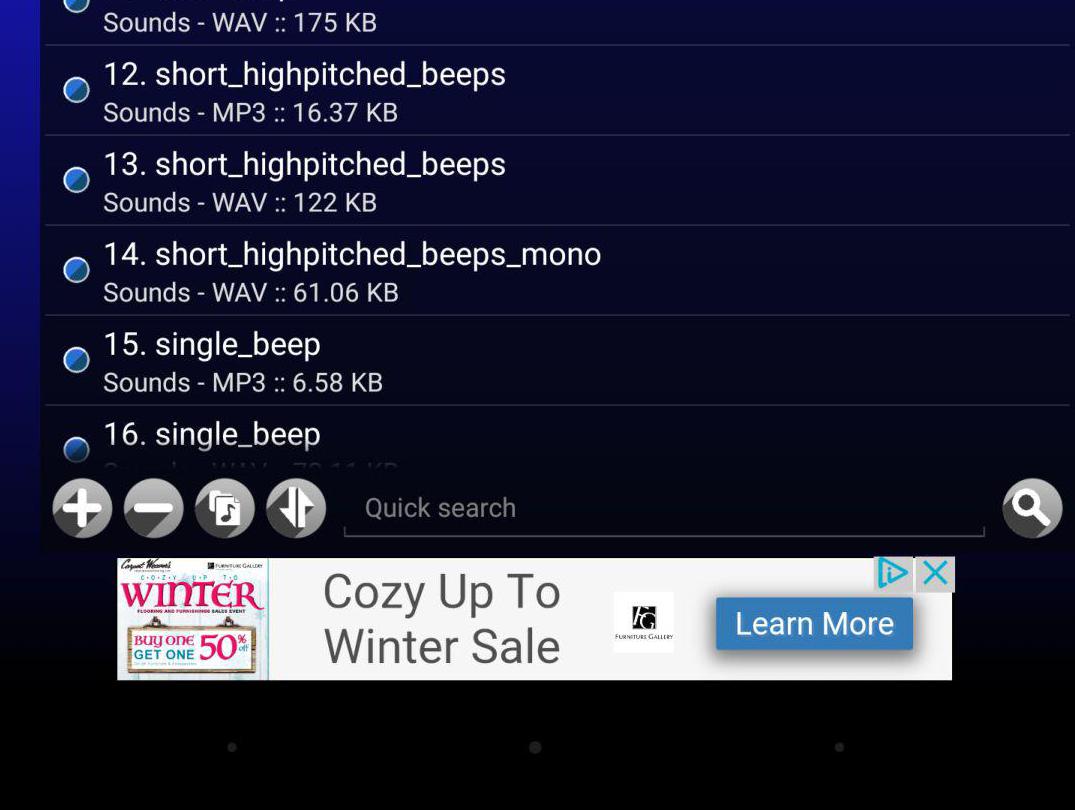 Sounds - WAV :: 175 KB
12. short_highpitched_beeps
Sounds - MP3 :: 16.37 KB
13. short_highpitched_beeps
Sounds - WAV :: 122 KB
14. short_highpitched_beeps_mono
Sounds - WAV :: 61.06 KB
15. single_beep
Sounds - MP3 :: 6.58 KB
16. single_beep
Quick search
Carpet Weaver's
FURNITURE GALLERY
COZY UP TO
WINTER
FLOORING AND FURNISHINGS SALES EVENT
BUY ONE
GET ONE 50% off
Cozy Up To
Winter Sale
FG
FURNITURE GALLERY
Learn More